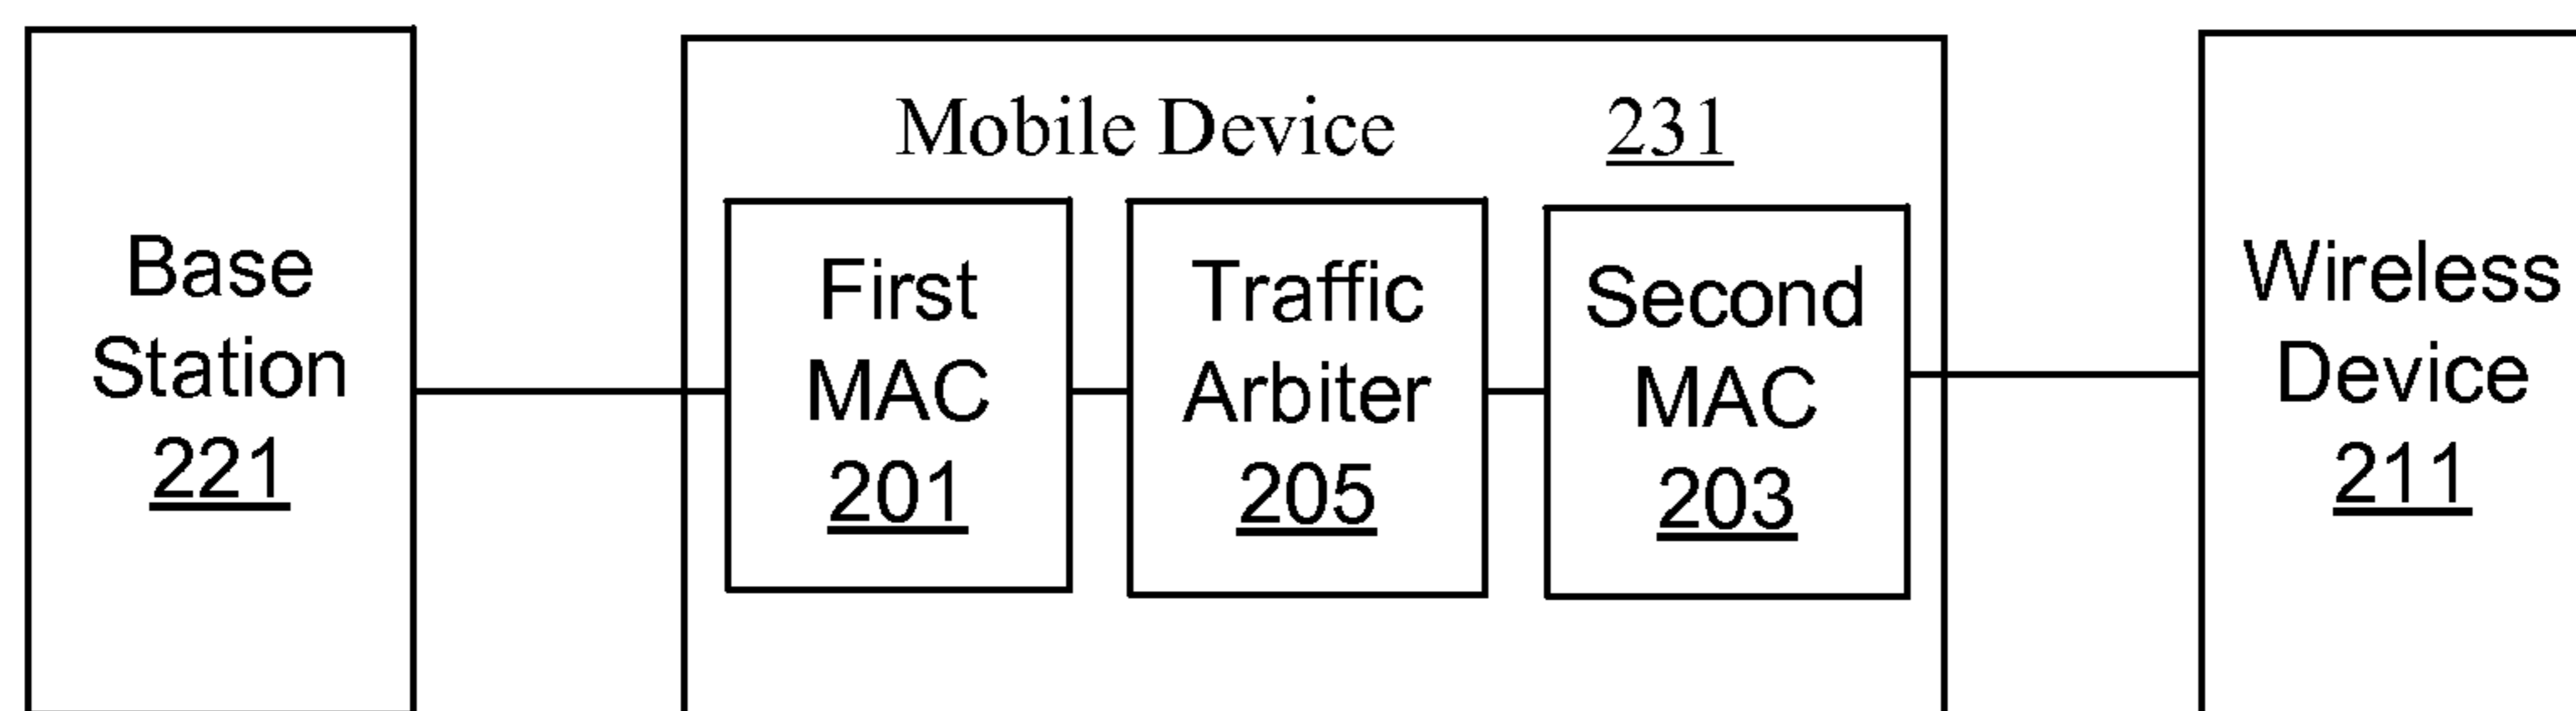 Base
Station
221
Mobile Device 231
First
MAC
201
Traffic
Arbiter
205
Second
MAC
203
Wireless
Device
211